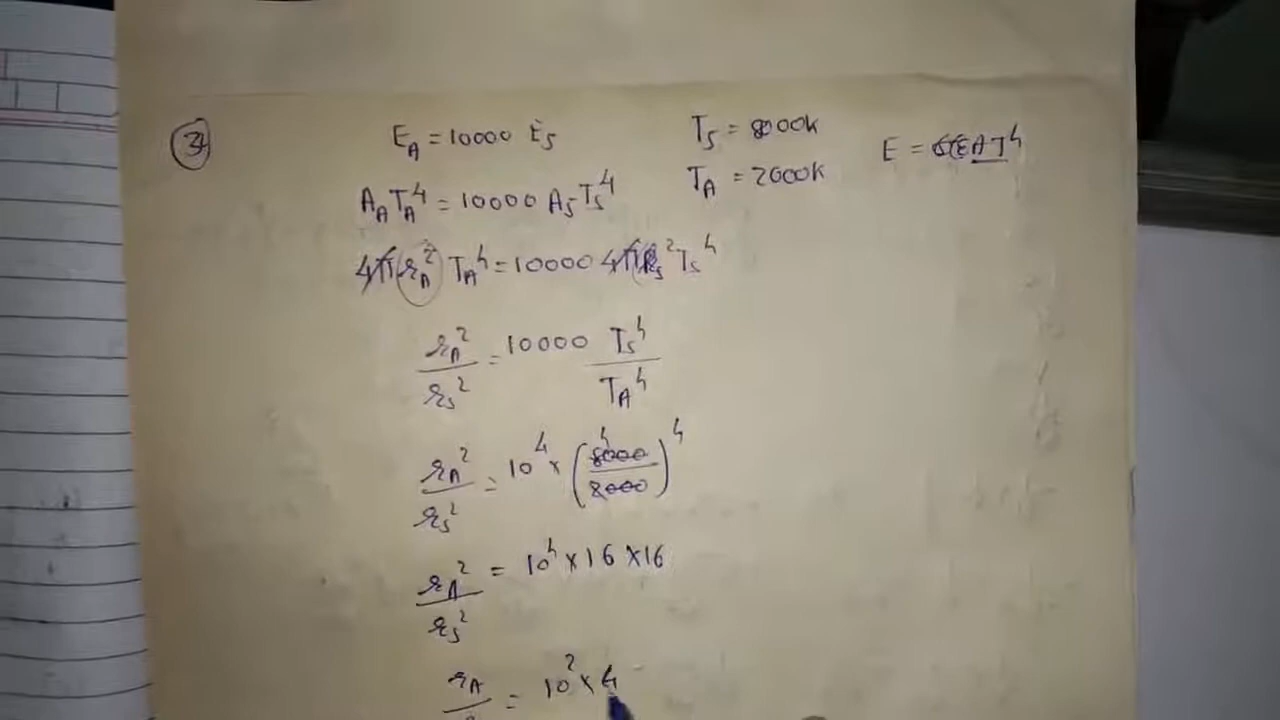 34
E_A = 10000 E_S T_S = 8000k E = σεAT⁴
A_A T_A⁴ = 10000 A_S T_S⁴ T_A = 2000k
4π r_A² T_A⁴ = 10000 4π r_S² T_S⁴
r_A² / r_S² = 10000 T_S⁴ / T_A⁴
r_A² / r_S² = 10⁴ × (8000 / 2000)⁴ 4
r_A² / r_S² = 10⁴ × 16 × 16
r_A / = 10² × 4